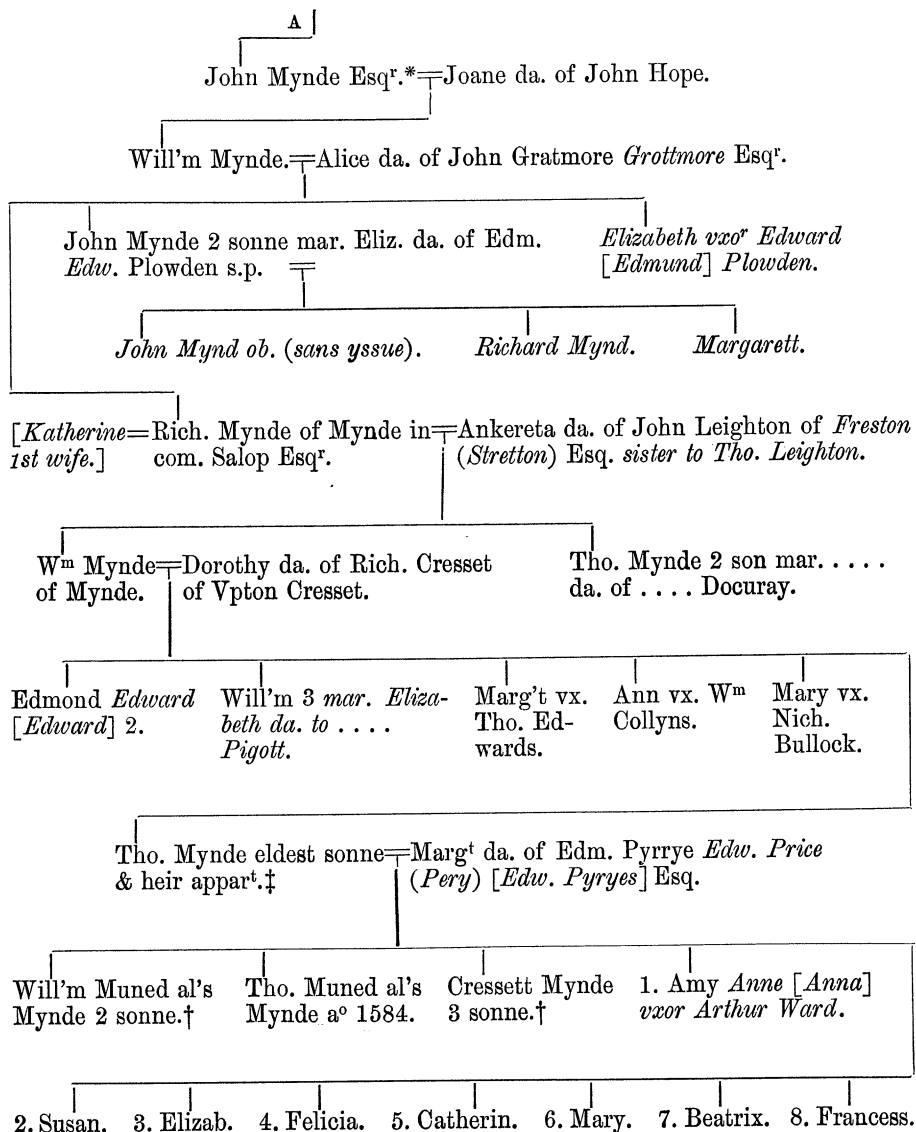 A
John Mynde Esqʳ.*=Joane da. of John Hope.
Will'm Mynde.=Alice da. of John Gratmore Grottmore Esqʳ.
John Mynde 2 sonne mar. Eliz. da. of Edm.
Edw. Plowden s.p. =
Elizabeth vxoʳ Edward
[Edmund] Plowden.
John Mynd ob. (sans yssue).
Richard Mynd.
Margarett.
[Katherine=Rich. Mynde of Mynde in=Ankereta da. of John Leighton of Freston
1st wife.] com. Salop Esqʳ. (Stretton) Esq. sister to Tho. Leighton.
Wᵐ Mynde=Dorothy da. of Rich. Cresset
of Mynde. of Vpton Cresset.
Tho. Mynde 2 son mar. . . . .
da. of . . . . Docuray.
Edmond Edward
[Edward] 2.
Will'm 3 mar. Eliza-
beth da. to . . . .
Pigott.
Marg't vx.
Tho. Ed-
wards.
Ann vx. Wᵐ
Collyns.
Mary vx.
Nich.
Bullock.
Tho. Mynde eldest sonne=Margᵗ da. of Edm. Pyrrye Edw. Price
& heir apparᵗ.‡ (Pery) [Edw. Pyryes] Esq.
Will'm Muned al's
Mynde 2 sonne.†
Tho. Muned al's
Mynde aº 1584.
Cressett Mynde
3 sonne.†
1. Amy Anne [Anna]
vxor Arthur Ward.
2. Susan. 3. Elizab. 4. Felicia. 5. Catherin. 6. Mary. 7. Beatrix. 8. Francess.